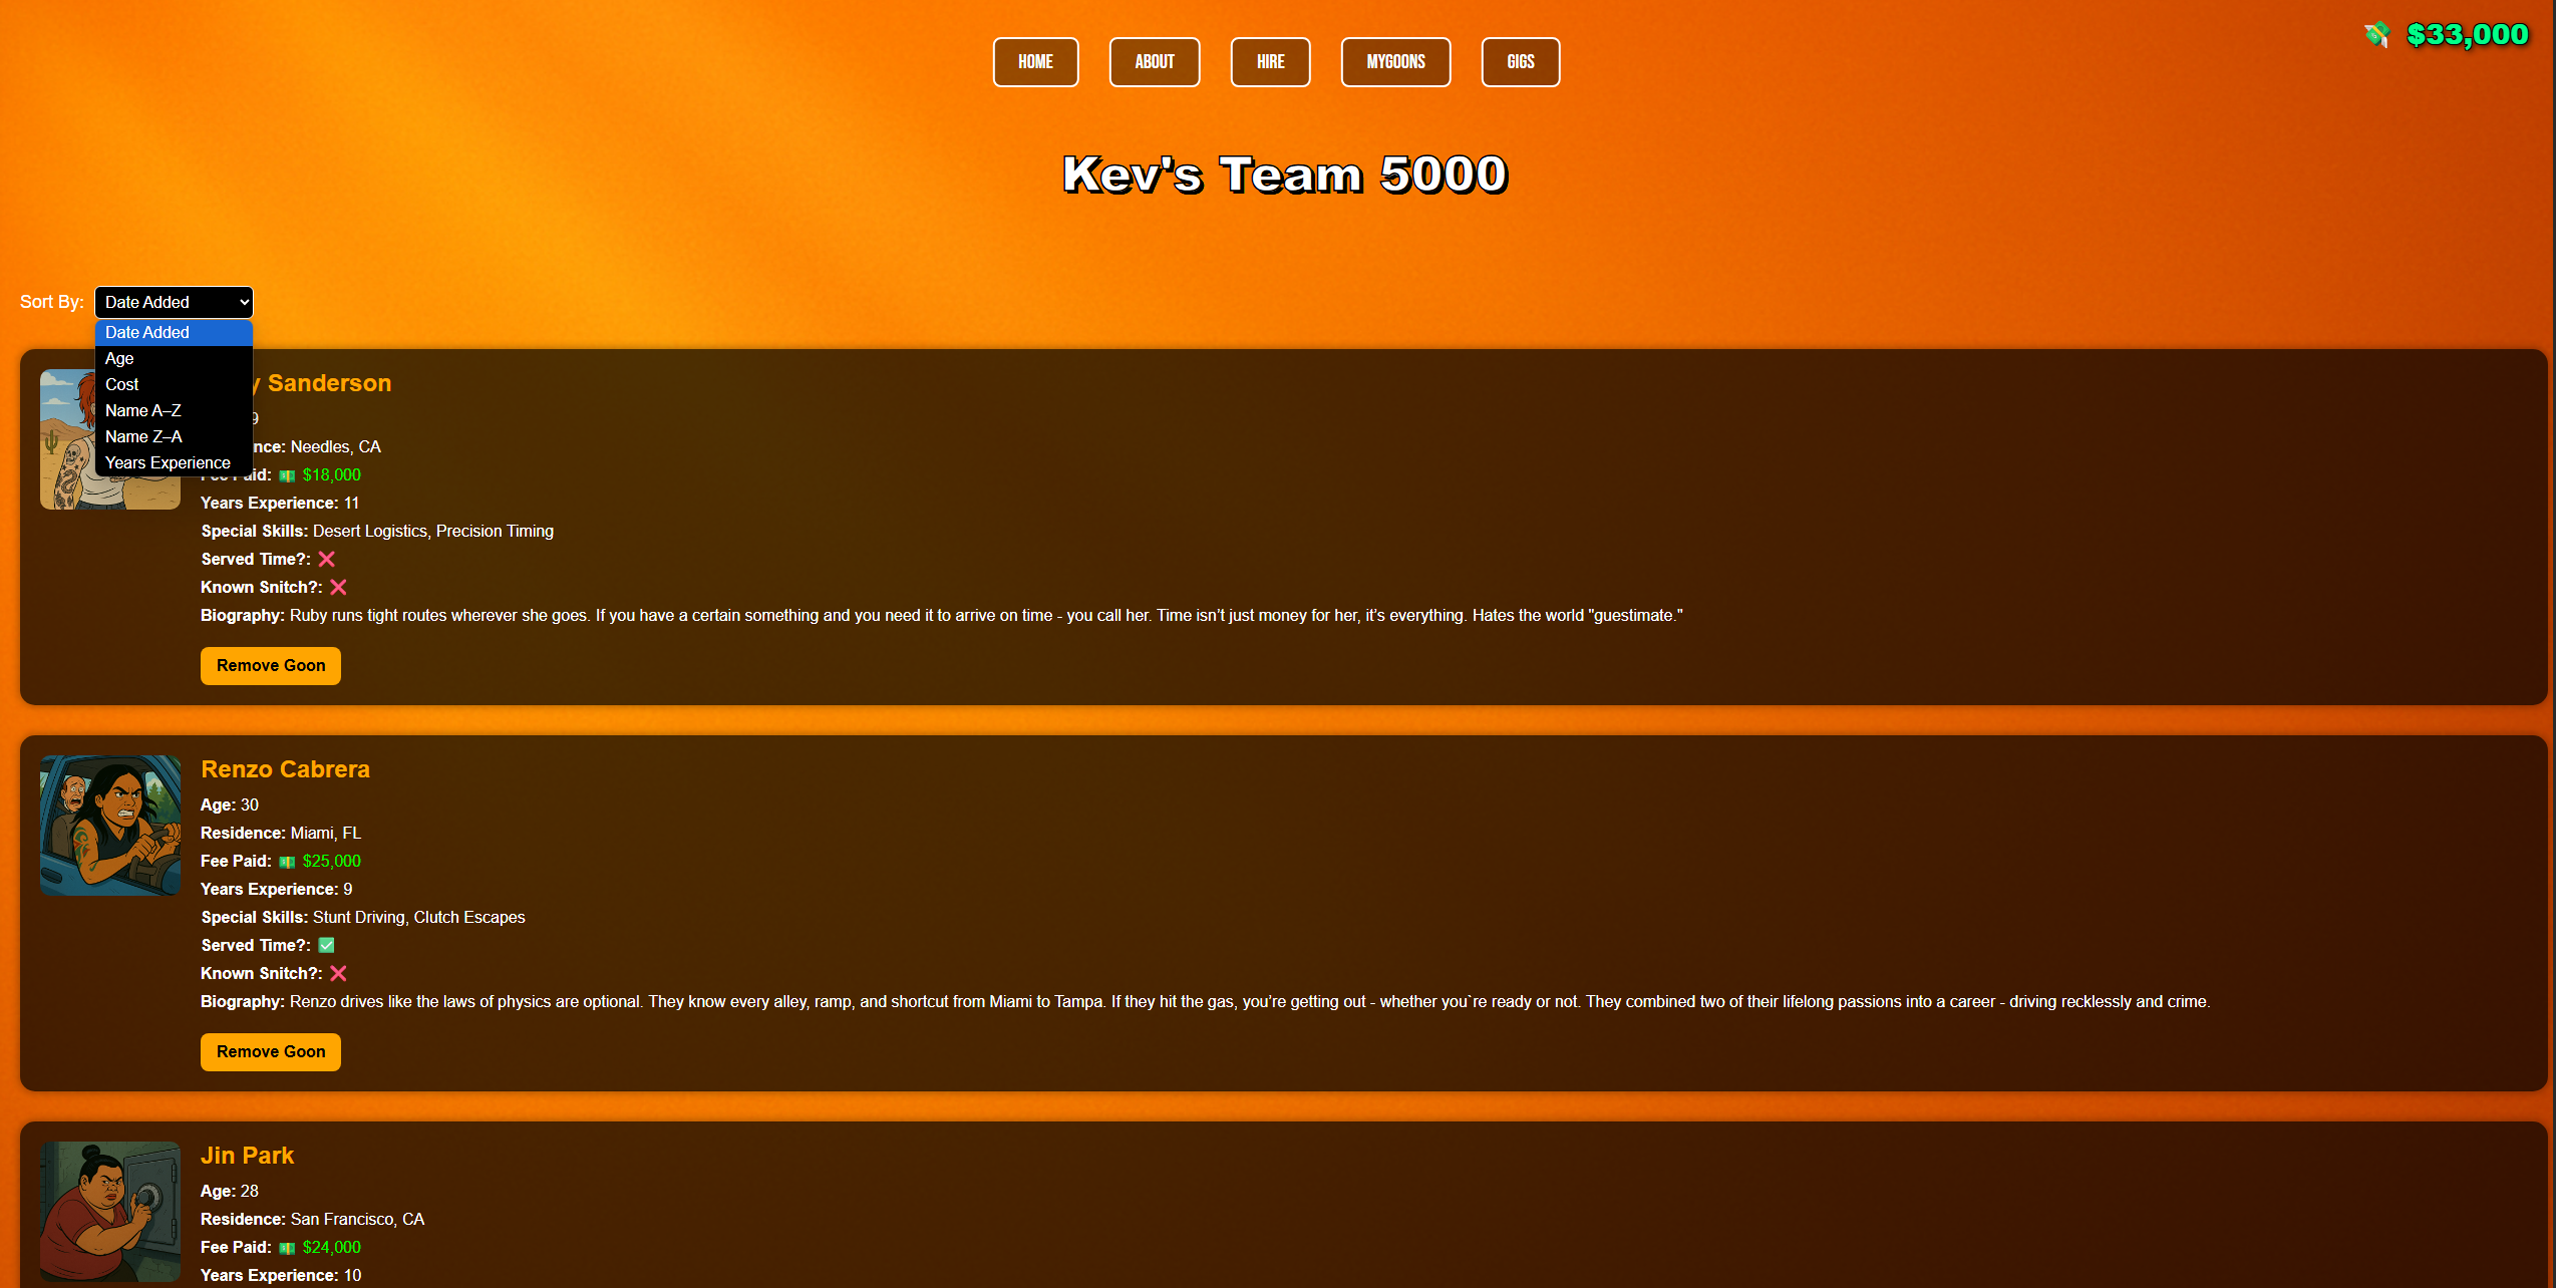 HOME ABOUT HIRE MYGOONS GIGS
$33,000
Kev's Team 5000
Sort By: Date Added
Date Added
Age
Cost
Name A–Z
Name Z–A
Years Experience
Sanderson
Needles, CA
$18,000
Years Experience: 11
Special Skills: Desert Logistics, Precision Timing
Served Time?: ❌
Known Snitch?: ❌
Biography: Ruby runs tight routes wherever she goes. If you have a certain something and you need it to arrive on time - you call her. Time isn’t just money for her, it’s everything. Hates the world "guestimate."
Remove Goon
Renzo Cabrera
Age: 30
Residence: Miami, FL
Fee Paid: 💵 $25,000
Years Experience: 9
Special Skills: Stunt Driving, Clutch Escapes
Served Time?: ✅
Known Snitch?: ❌
Biography: Renzo drives like the laws of physics are optional. They know every alley, ramp, and shortcut from Miami to Tampa. If they hit the gas, you’re getting out - whether you`re ready or not. They combined two of their lifelong passions into a career - driving recklessly and crime.
Remove Goon
Jin Park
Age: 28
Residence: San Francisco, CA
Fee Paid: 💵 $24,000
Years Experience: 10